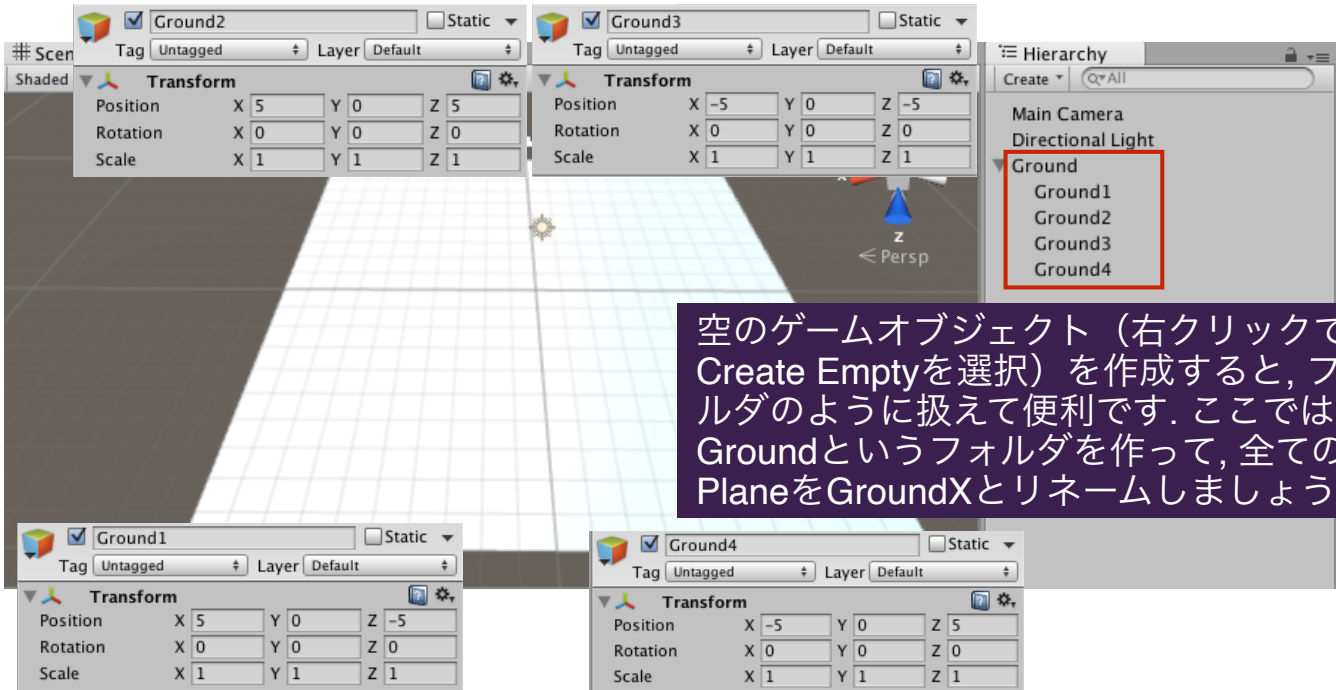 Ground2 Static
Tag Untagged Layer Default
Transform
Position X 5 Y 0 Z 5
Rotation X 0 Y 0 Z 0
Scale X 1 Y 1 Z 1
Ground3 Static
Tag Untagged Layer Default
Transform
Position X -5 Y 0 Z -5
Rotation X 0 Y 0 Z 0
Scale X 1 Y 1 Z 1
Scen
Shaded
z
< Persp
Hierarchy
Create All
Main Camera
Directional Light
Ground
Ground1
Ground2
Ground3
Ground4
空のゲームオブジェクト（右クリックで
Create Emptyを選択）を作成すると, フ
ルダのように扱えて便利です. ここでは
Groundというフォルダを作って, 全ての
PlaneをGroundXとリネームしましょう
Ground1 Static
Tag Untagged Layer Default
Transform
Position X 5 Y 0 Z -5
Rotation X 0 Y 0 Z 0
Scale X 1 Y 1 Z 1
Ground4 Static
Tag Untagged Layer Default
Transform
Position X -5 Y 0 Z 5
Rotation X 0 Y 0 Z 0
Scale X 1 Y 1 Z 1